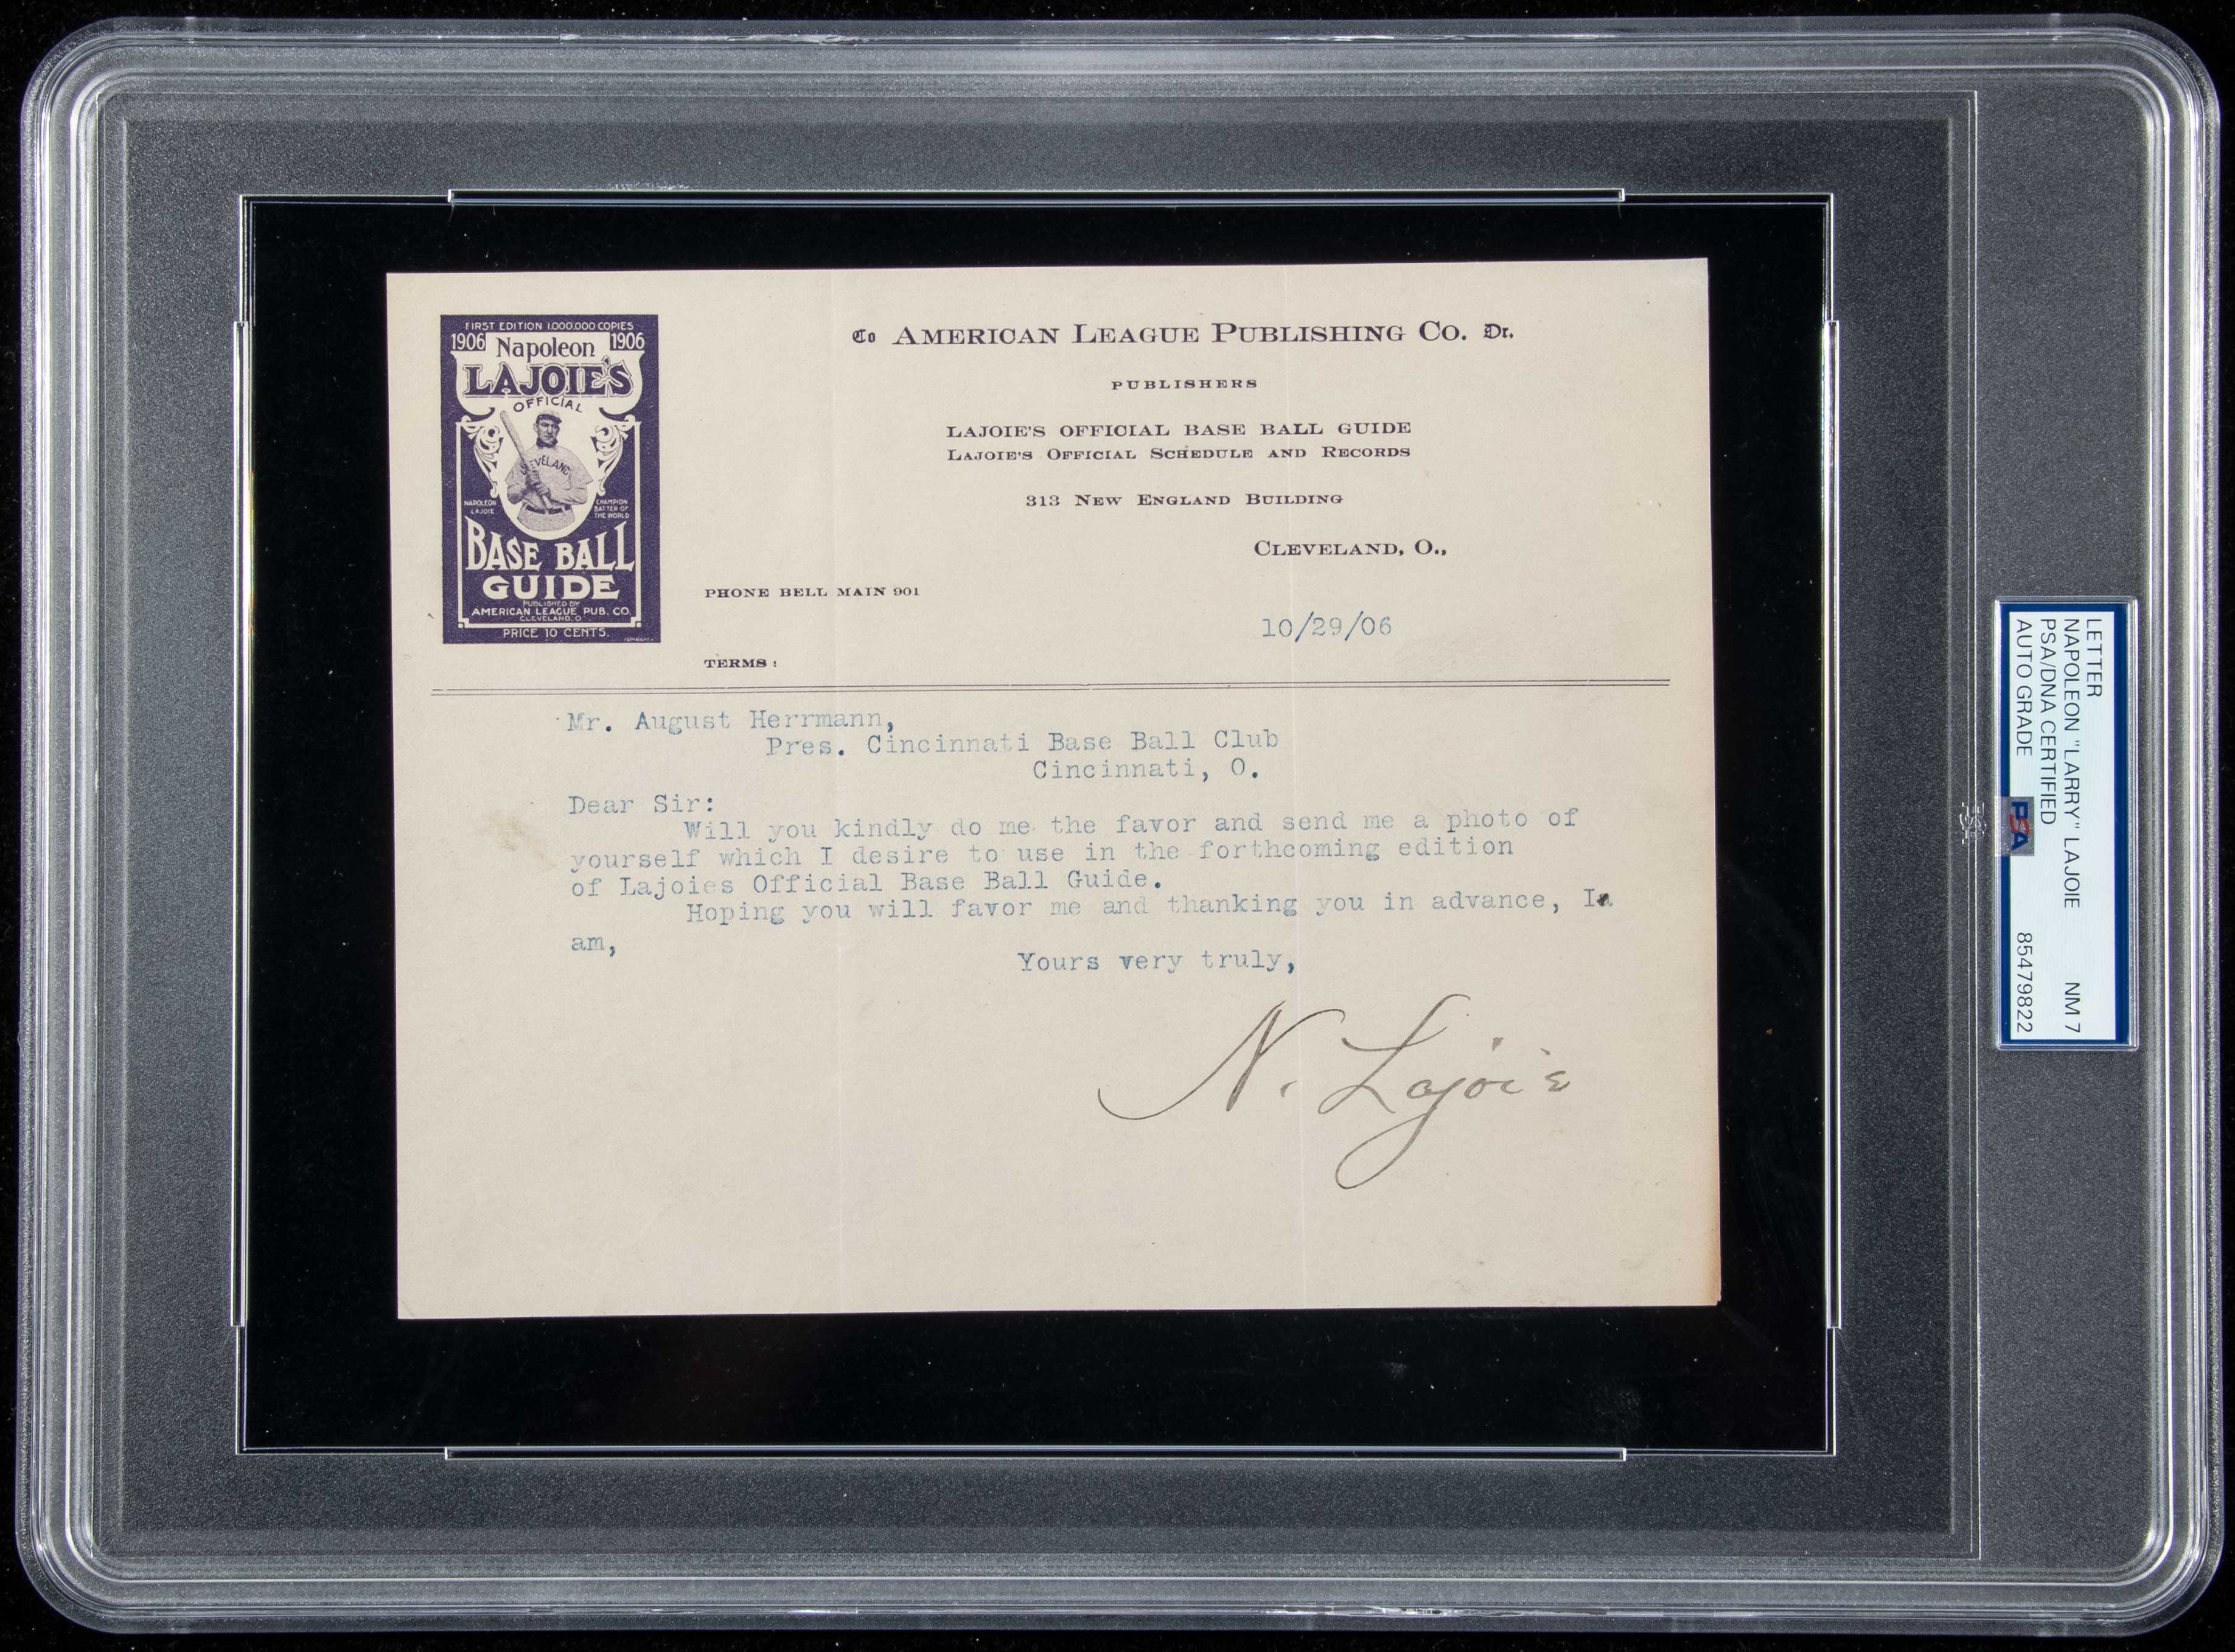 FIRST EDITION 1,000,000 COPIES
1906 Napoleon 1906
LAJOIE'S
OFFICIAL
CLEVELAND
NAPOLEON
LAJOIE
CHAMPION
BATTER OF
THE WORLD
BASE BALL
GUIDE
PUBLISHED BY
AMERICAN LEAGUE PUB. CO.
CLEVELAND, O.
PRICE 10 CENTS.
To AMERICAN LEAGUE PUBLISHING CO. Dr.
PUBLISHERS
LAJOIE'S OFFICIAL BASE BALL GUIDE
LAJOIE'S OFFICIAL SCHEDULE AND RECORDS
313 NEW ENGLAND BUILDING
CLEVELAND, O.,
PHONE BELL MAIN 901
10/29/06
TERMS:
Mr. August Herrmann,
Pres. Cincinnati Base Ball Club
Cincinnati, O.
Dear Sir:
Will you kindly do me the favor and send me a photo of
yourself which I desire to use in the forthcoming edition
of Lajoies Official Base Ball Guide.
Hoping you will favor me and thanking you in advance, I
am,
Yours very truly,
N. Lajoie
LETTER
NAPOLEON "LARRY" LAJOIE NM 7
PSA/DNA CERTIFIED
AUTO GRADE PSA 85479822